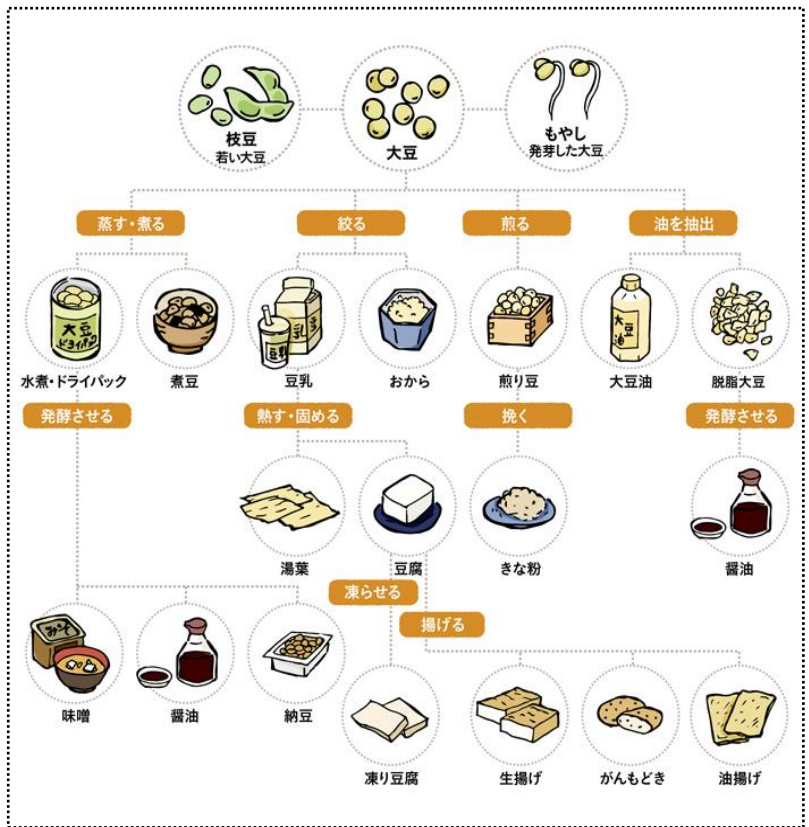 枝豆
若い大豆
大豆
もやし
発芽した大豆
蒸す・煮る
絞る
煎る
油を抽出
大豆
ドライパック
豆乳
乳
大豆
油
水煮・ドライパック
煮豆
豆乳
おから
煎り豆
大豆油
脱脂大豆
発酵させる
熱す・固める
挽く
発酵させる
湯葉
豆腐
きな粉
醤油
凍らせる
揚げる
みそ
味噌
醤油
納豆
凍り豆腐
生揚げ
がんもどき
油揚げ